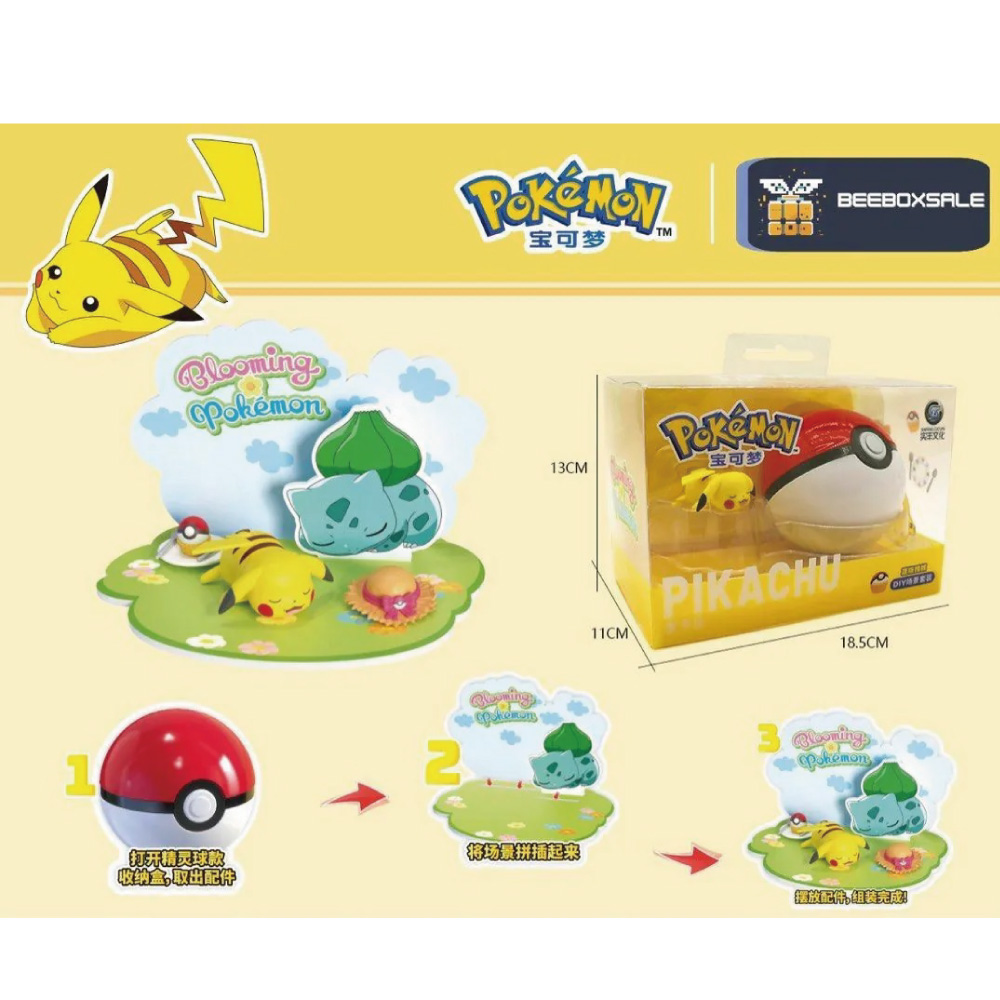 POKéMON TM
宝可梦
BEEBOXSALE
Blooming
Pokémon
13CM
11CM
18.5CM
POKéMON
宝可梦
PIKACHU
DIY场景套装
1
打开精灵球款
收纳盒,取出配件
2
Blooming
Pokémon
将场景拼插起来
3
Blooming
Pokémon
摆放配件,组装完成!